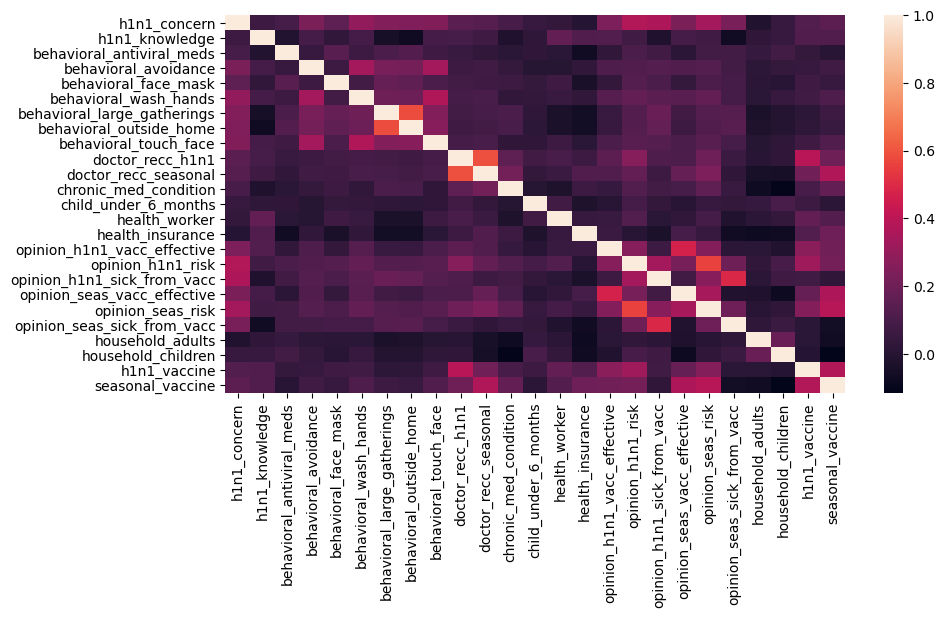 h1n1_concern
h1n1_knowledge
behavioral_antiviral_meds
behavioral_avoidance
behavioral_face_mask
behavioral_wash_hands
behavioral_large_gatherings
behavioral_outside_home
behavioral_touch_face
doctor_recc_h1n1
doctor_recc_seasonal
chronic_med_condition
child_under_6_months
health_worker
health_insurance
opinion_h1n1_vacc_effective
opinion_h1n1_risk
opinion_h1n1_sick_from_vacc
opinion_seas_vacc_effective
opinion_seas_risk
opinion_seas_sick_from_vacc
household_adults
household_children
h1n1_vaccine
seasonal_vaccine
h1n1_concern
h1n1_knowledge
behavioral_antiviral_meds
behavioral_avoidance
behavioral_face_mask
behavioral_wash_hands
behavioral_large_gatherings
behavioral_outside_home
behavioral_touch_face
doctor_recc_h1n1
doctor_recc_seasonal
chronic_med_condition
child_under_6_months
health_worker
health_insurance
opinion_h1n1_vacc_effective
opinion_h1n1_risk
opinion_h1n1_sick_from_vacc
opinion_seas_vacc_effective
opinion_seas_risk
opinion_seas_sick_from_vacc
household_adults
household_children
h1n1_vaccine
seasonal_vaccine
1.0
0.8
0.6
0.4
0.2
0.0